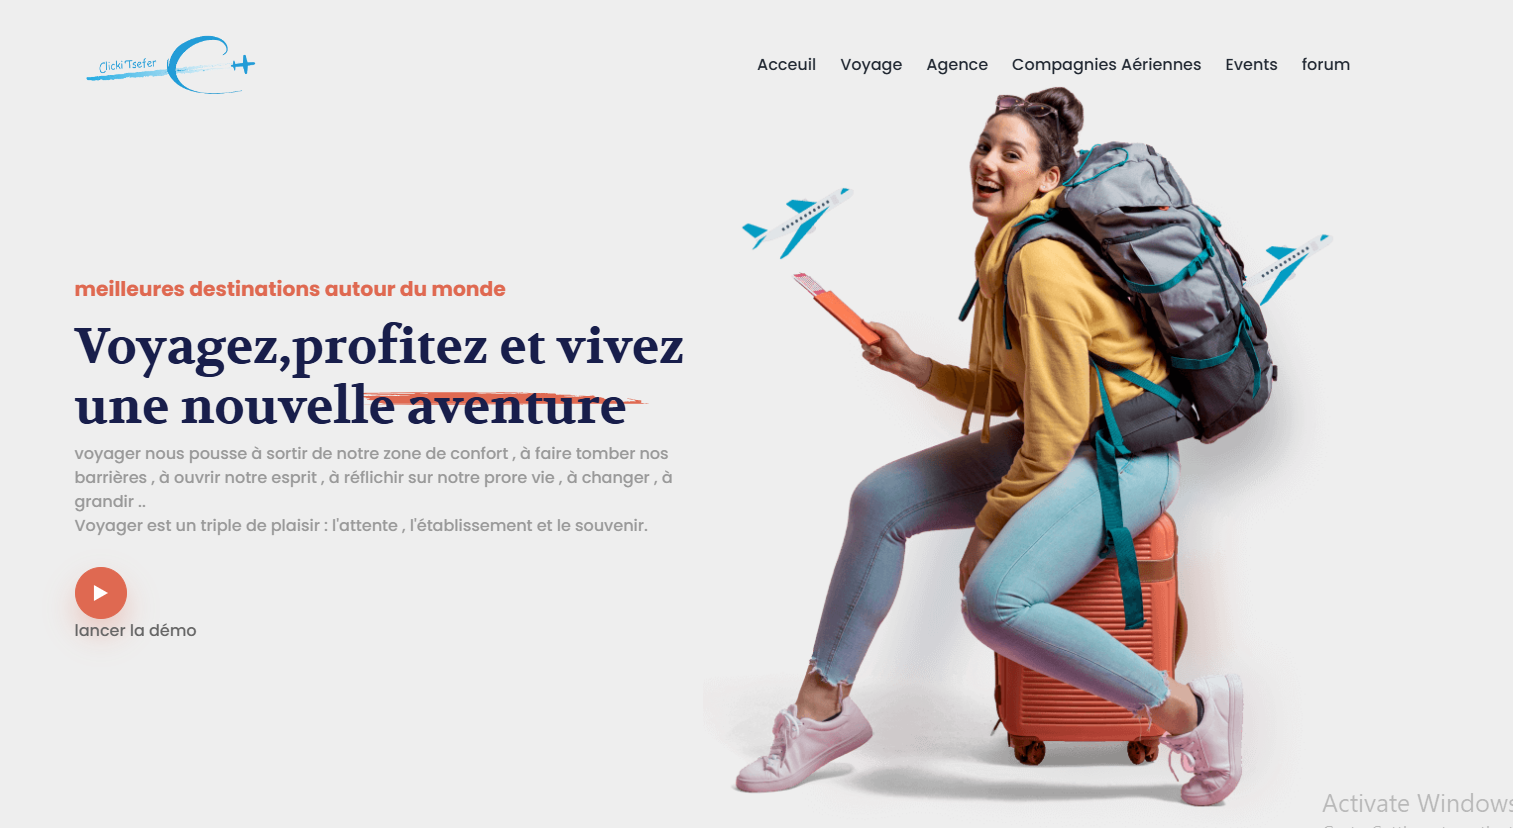 Clicki Tsefer
Acceuil Voyage Agence Compagnies Aériennes Events forum
meilleures destinations autour du monde
Voyagez,profitez et vivez
une nouvelle aventure
voyager nous pousse à sortir de notre zone de confort , à faire tomber nos
barrières , à ouvrir notre esprit , à réflichir sur notre prore vie , à changer , à
grandir ..
Voyager est un triple de plaisir : l'attente , l'établissement et le souvenir.
lancer la démo
Activate Windows